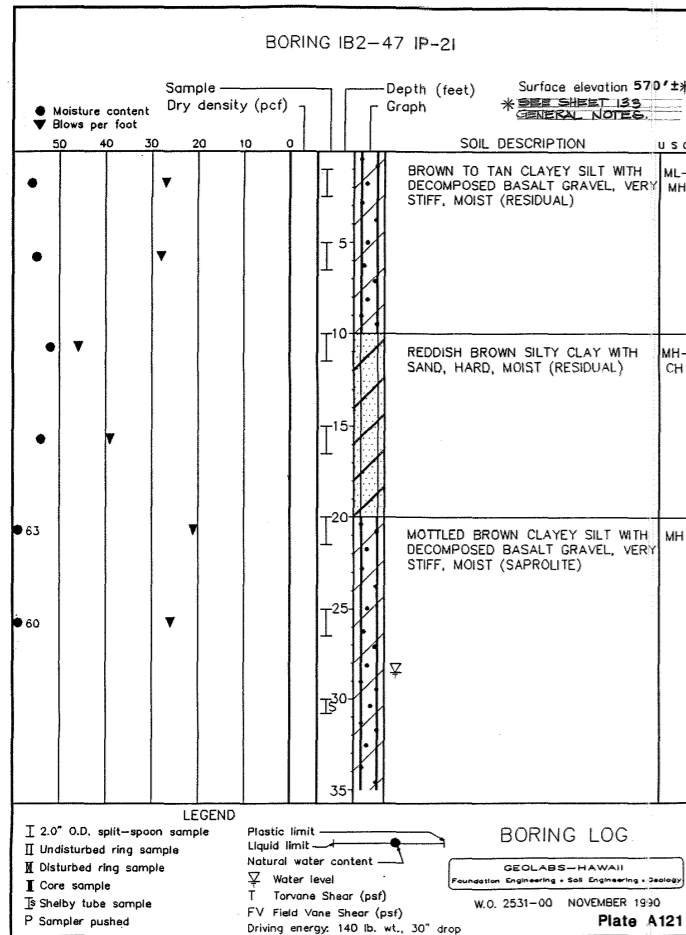 BORING IB2-47 IP-21
Sample
Depth (feet)
Surface elevation 570'±*
Dry density (pcf)
Graph
* SEE SHEET 133
GENERAL NOTES.
● Moisture content
▼ Blows per foot
50 40 30 20 10 0
SOIL DESCRIPTION
u s c
BROWN TO TAN CLAYEY SILT WITH
DECOMPOSED BASALT GRAVEL, VERY
STIFF, MOIST (RESIDUAL)
ML-
MH
5
10
REDDISH BROWN SILTY CLAY WITH
SAND, HARD, MOIST (RESIDUAL)
MH-
CH
15
20
63
MOTTLED BROWN CLAYEY SILT WITH
DECOMPOSED BASALT GRAVEL, VERY
STIFF, MOIST (SAPROLITE)
MH
25
60
30
S
35
LEGEND
2.0" O.D. split-spoon sample
Undisturbed ring sample
Disturbed ring sample
Core sample
S Shelby tube sample
P Sampler pushed
Plastic limit
Liquid limit
Natural water content
Water level
T Torvane Shear (psf)
FV Field Vane Shear (psf)
Driving energy: 140 lb. wt., 30" drop
BORING LOG
GEOLABS-HAWAII
Foundation Engineering • Soil Engineering • Geology
W.O. 2531-00 NOVEMBER 1990
Plate A121